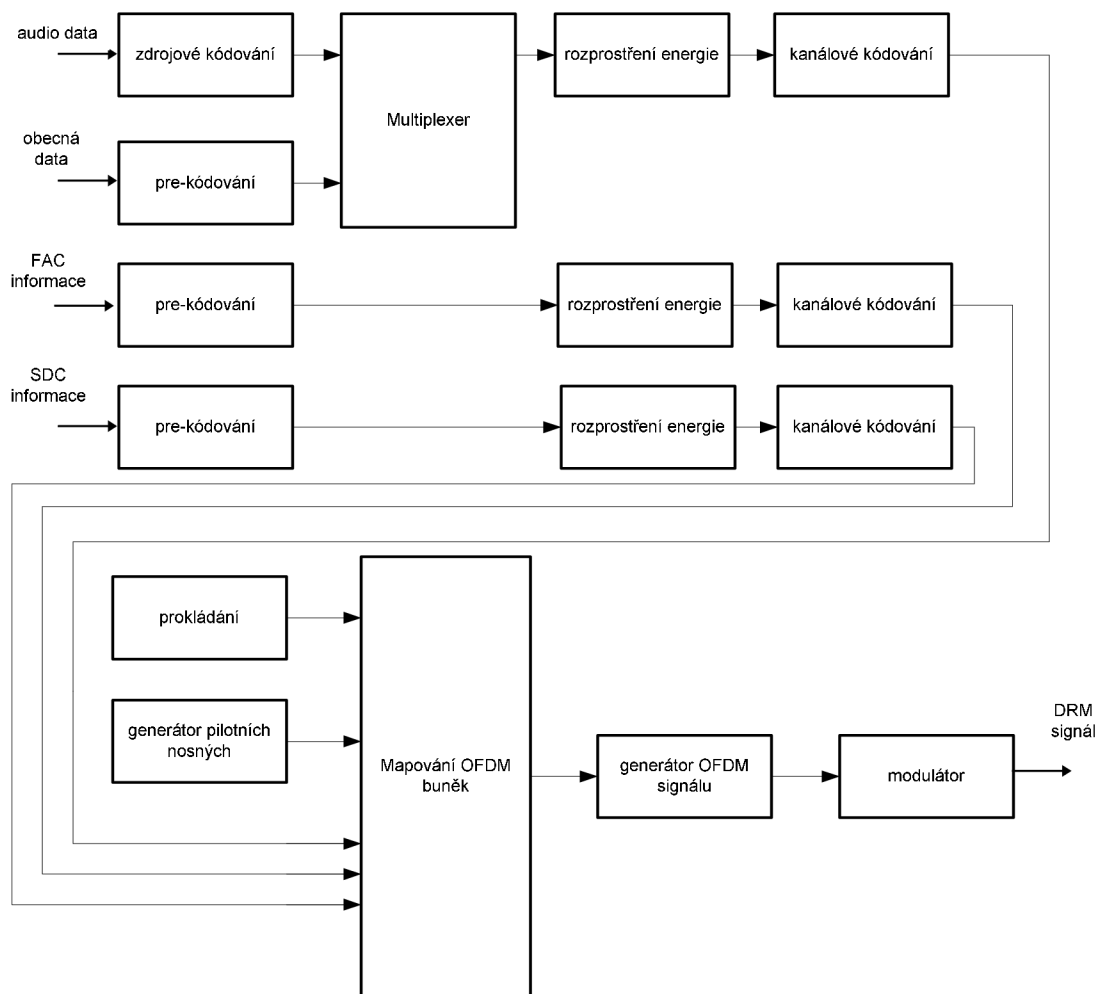 audio data
zdrojové kódování
Multiplexer
rozprostření energie
kanálové kódování
obecná
data
pre-kódování
FAC
informace
pre-kódování
rozprostření energie
kanálové kódování
SDC
informace
pre-kódování
rozprostření energie
kanálové kódování
prokládání
generátor pilotních
nosných
Mapování OFDM
buněk
generátor OFDM
signálu
modulátor
DRM
signál